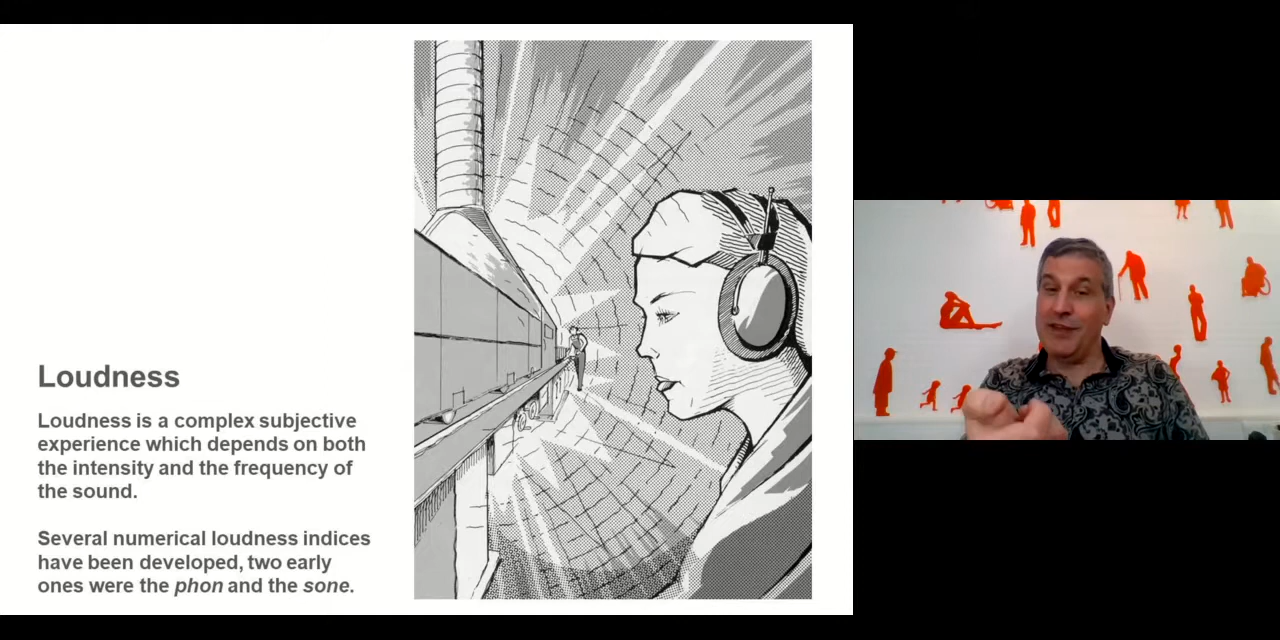 Loudness
Loudness is a complex subjective
experience which depends on both
the intensity and the frequency of
the sound.
Several numerical loudness indices
have been developed, two early
ones were the phon and the sone.